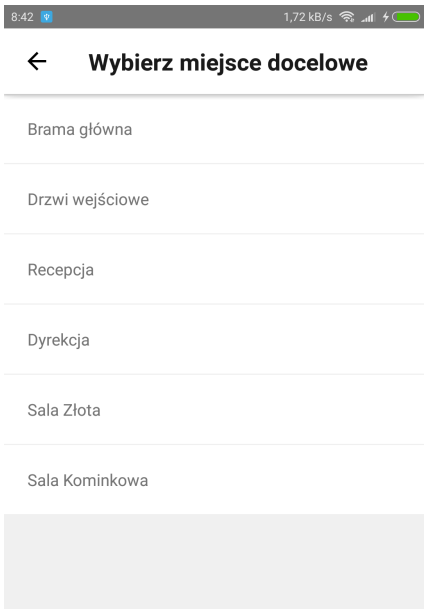 8:42 1,72 kB/s
Wybierz miejsce docelowe
Brama główna
Drzwi wejściowe
Recepcja
Dyrekcja
Sala Złota
Sala Kominkowa